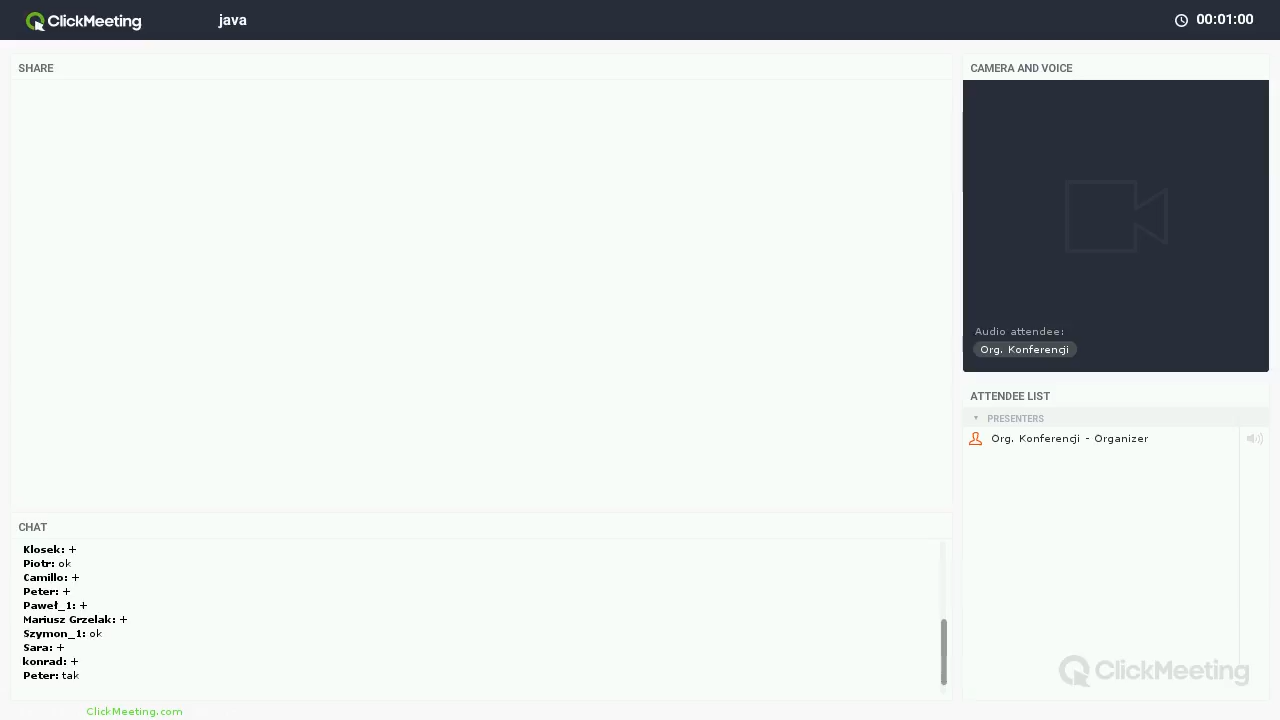 ClickMeeting
java
00:01:00
SHARE
CAMERA AND VOICE
Audio attendee:
Org. Konferencji
ATTENDEE LIST
PRESENTERS
Org. Konferencji - Organizer
CHAT
Klosek: +
Piotr: ok
Camillo: +
Peter: +
Paweł_1: +
Mariusz Grzelak: +
Szymon_1: ok
Sara: +
konrad: +
Peter: tak
ClickMeeting
ClickMeeting.com